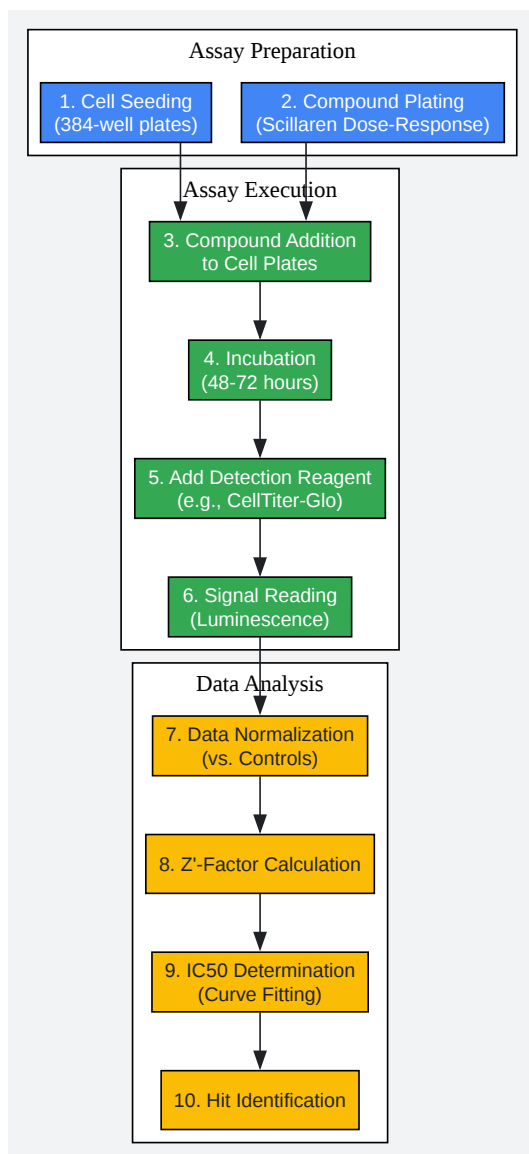 Assay Preparation
1. Cell Seeding
(384-well plates)
2. Compound Plating
(Scillaren Dose-Response)
Assay Execution
3. Compound Addition
to Cell Plates
4. Incubation
(48-72 hours)
5. Add Detection Reagent
(e.g., CellTiter-Glo)
6. Signal Reading
(Luminescence)
Data Analysis
7. Data Normalization
(vs. Controls)
8. Z'-Factor Calculation
9. IC50 Determination
(Curve Fitting)
10. Hit Identification